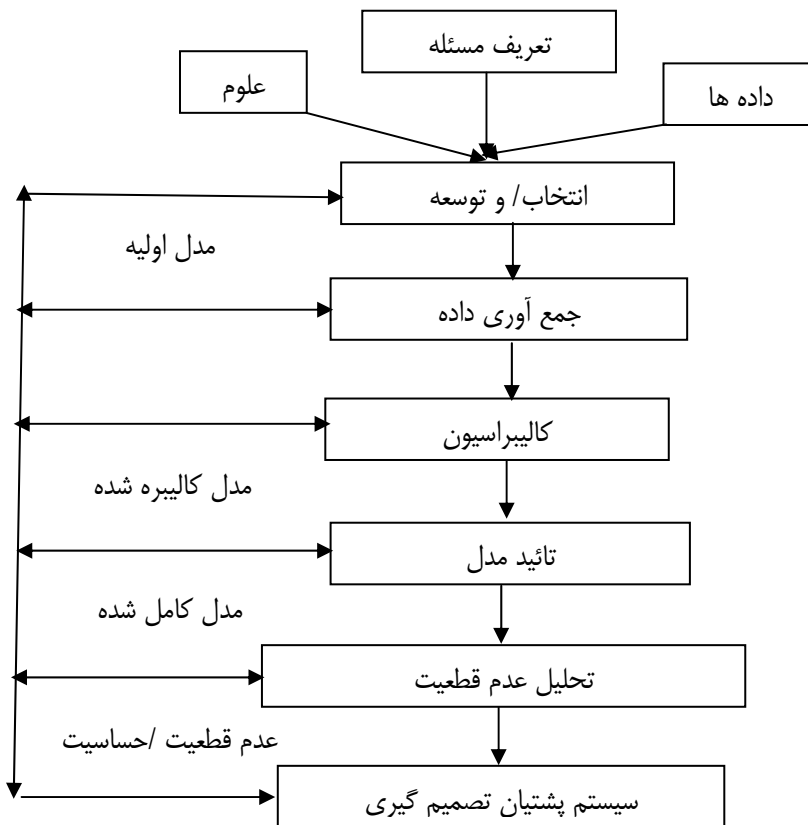 تعریف مسئله
علوم
داده ها
انتخاب/ و توسعه
مدل اولیه
جمع آوری داده
کالیبراسیون
مدل کالیبره شده
تائید مدل
مدل کامل شده
تحلیل عدم قطعیت
عدم قطعیت /حساسیت
سیستم پشتیان تصمیم گیری